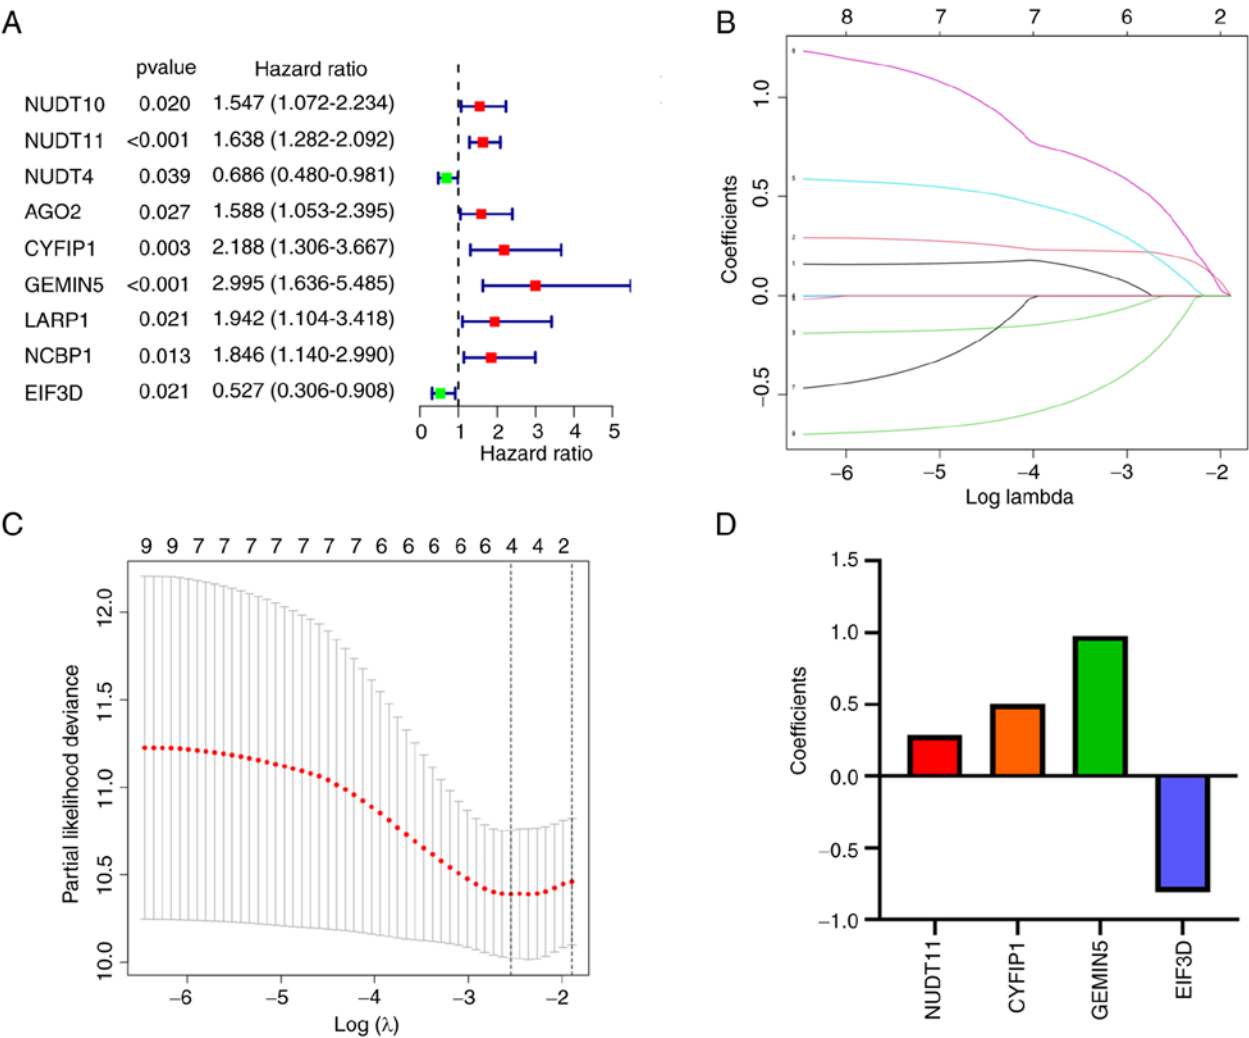 A
pvalue Hazard ratio
NUDT10 0.020 1.547 (1.072-2.234)
NUDT11 <0.001 1.638 (1.282-2.092)
NUDT4 0.039 0.686 (0.480-0.981)
AGO2 0.027 1.588 (1.053-2.395)
CYFIP1 0.003 2.188 (1.306-3.667)
GEMIN5 <0.001 2.995 (1.636-5.485)
LARP1 0.021 1.942 (1.104-3.418)
NCBP1 0.013 1.846 (1.140-2.990)
EIF3D 0.021 0.527 (0.306-0.908)
0 1 2 3 4 5
Hazard ratio
B
8 7 7 6 2
Coefficients
1.0
0.5
0.0
−0.5
5
2
1
3
7
−6 −5 −4 −3 −2
Log lambda
C
9 9 7 7 7 7 7 7 7 6 6 6 6 6 4 4 2
Partial likelihood deviance
12.0
11.5
11.0
10.5
10.0
−6 −5 −4 −3 −2
Log (λ)
D
Coefficients
1.5
1.0
0.5
0.0
−0.5
−1.0
NUDT11
CYFIP1
GEMIN5
EIF3D